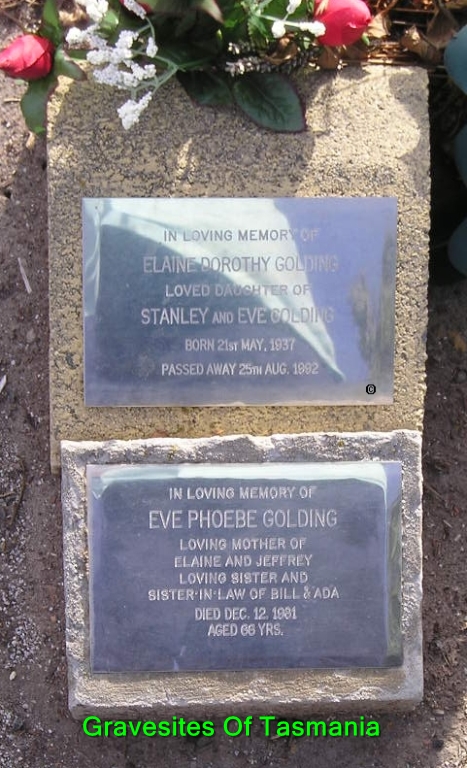 IN LOVING MEMORY OF
ELAINE DOROTHY GOLDING
LOVED DAUGHTER OF
STANLEY AND EVE GOLDING
BORN 21ST MAY, 1937
PASSED AWAY 25TH AUG. 1992
©
IN LOVING MEMORY OF
EVE PHOEBE GOLDING
LOVING MOTHER OF
ELAINE AND JEFFREY
LOVING SISTER AND
SISTER-IN-LAW OF BILL & ADA
DIED DEC. 12. 1981
AGED 66 YRS.
Gravesites Of Tasmania